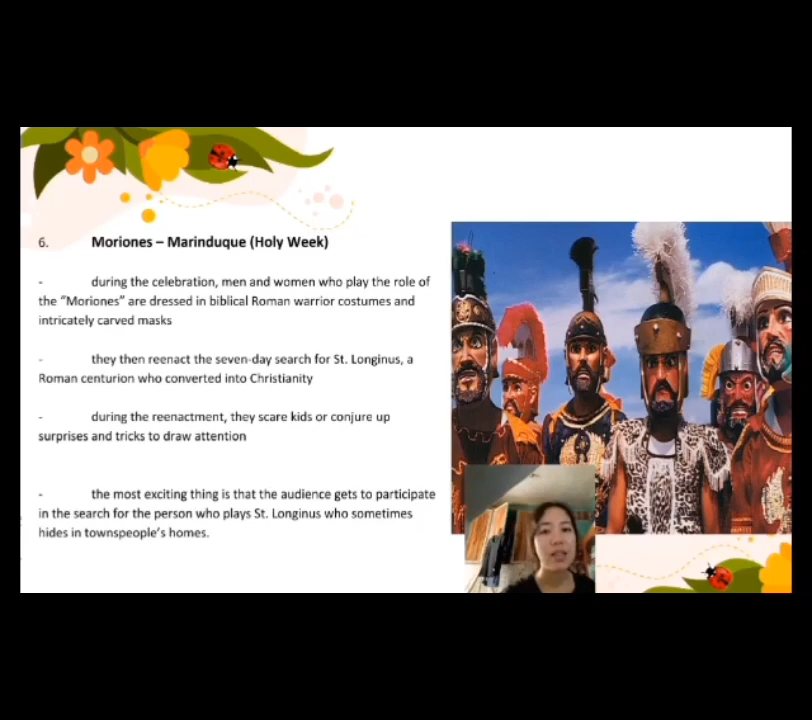 6. Moriones – Marinduque (Holy Week)
- during the celebration, men and women who play the role of
the “Moriones” are dressed in biblical Roman warrior costumes and
intricately carved masks
- they then reenact the seven-day search for St. Longinus, a
Roman centurion who converted into Christianity
- during the reenactment, they scare kids or conjure up
surprises and tricks to draw attention
- the most exciting thing is that the audience gets to participate
in the search for the person who plays St. Longinus who sometimes
hides in townspeople’s homes.